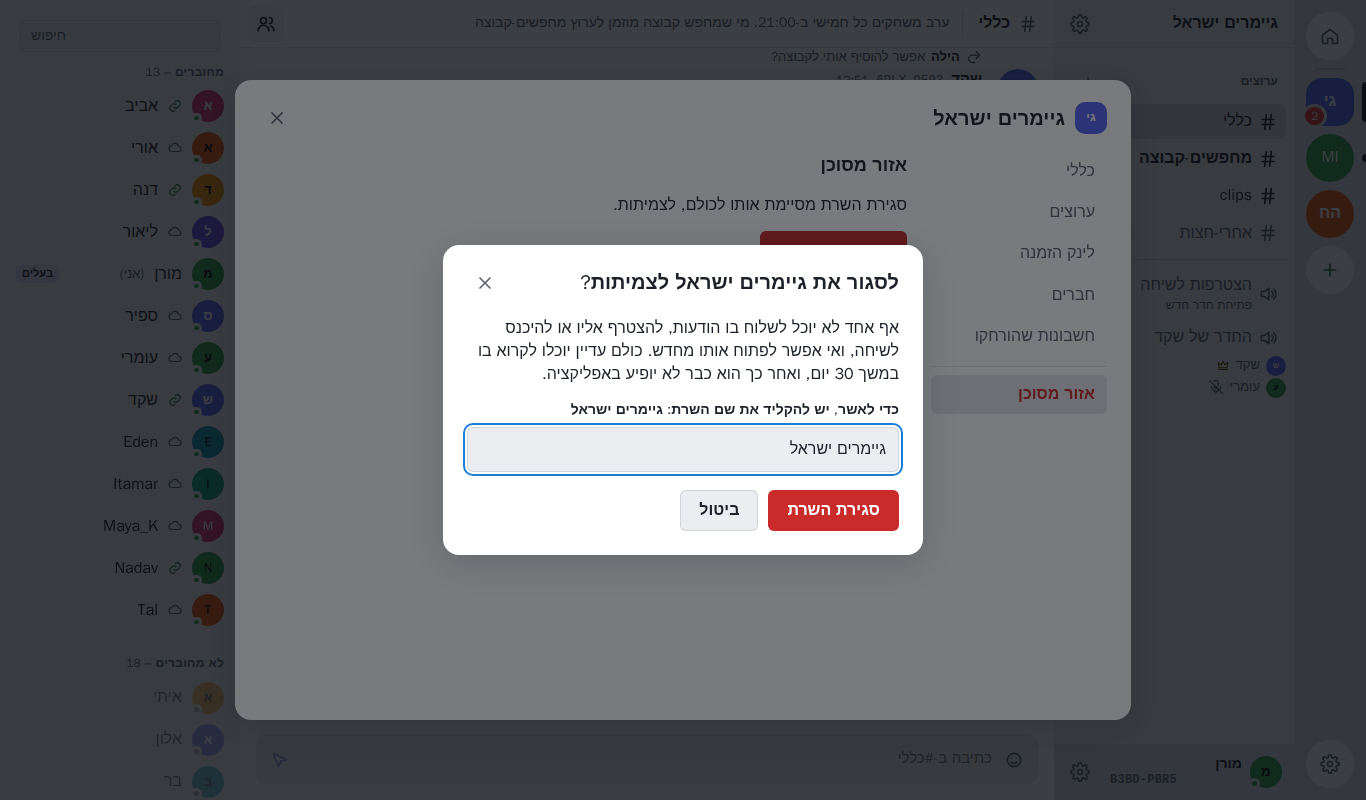 גיימרים ישראל
# כללי
ערב משחקים כל חמישי ב-21:00. מי שמחפש קבוצה מוזמן לערוץ מחפשים-קבוצה
חיפוש
הילה אפשר להוסיף אותי לקבוצה?
שקד
ערוצים
# כללי
# מחפשים-קבוצה
# clips
# אחרי-חצות
הצטרפות לשיחה
פתיחת חדר חדש
החדר של שקד
ש שקד
ע עומרי
גי
2
MI
הח
מ מורן
B3BD-PBR5
גי גיימרים ישראל
כללי
ערוצים
לינק הזמנה
חברים
חשבונות שהורחקו
אזור מסוכן
אזור מסוכן
סגירת השרת מסיימת אותו לכולם, לצמיתות.
לסגור את גיימרים ישראל לצמיתות?
אף אחד לא יוכל לשלוח בו הודעות, להצטרף אליו או להיכנס
לשיחה, ואי אפשר לפתוח אותו מחדש. כולם עדיין יוכלו לקרוא בו
במשך 30 יום, ואחר כך הוא כבר לא יופיע באפליקציה.
כדי לאשר, יש להקליד את שם השרת: גיימרים ישראל
גיימרים ישראל
סגירת השרת
ביטול
כתיבה ב-#כללי
מחוברים – 13
א אביב
א אורי
ד דנה
ל ליאור
מ מורן (אני) בעלים
ס ספיר
ע עומרי
ש שקד
E Eden
I Itamar
M Maya_K
N Nadav
T Tal
לא מחוברים – 18
א איתי
א אלון
ב בר